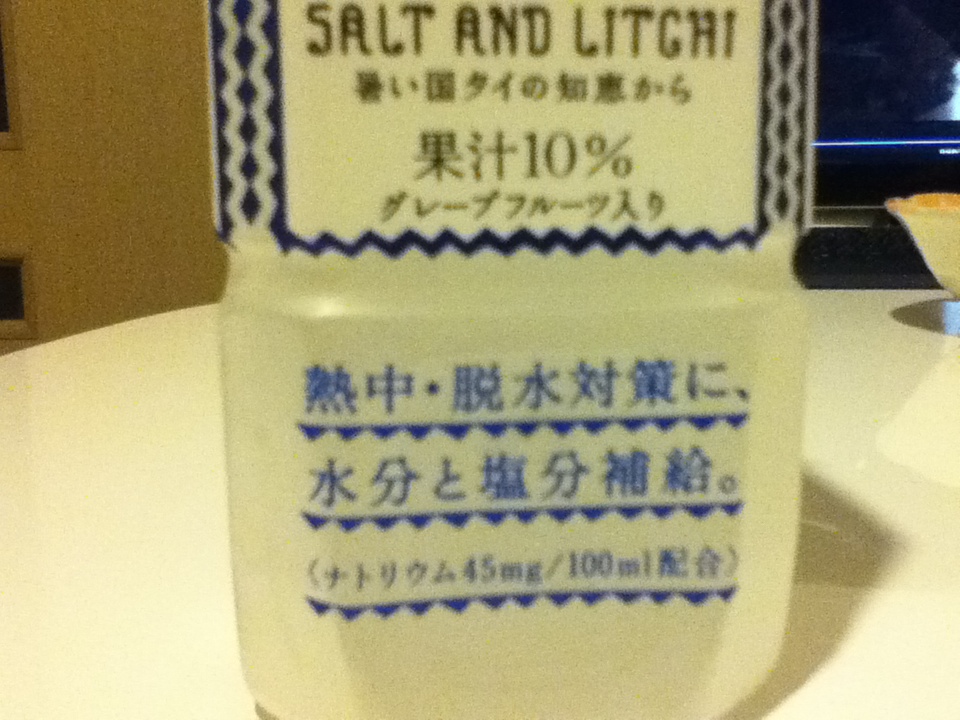 SALT AND LITCHI
暑い国タイの知恵から
果汁10%
グレープフルーツ入り
熱中・脱水対策に、
水分と塩分補給。
(ナトリウム45mg/100ml配合)